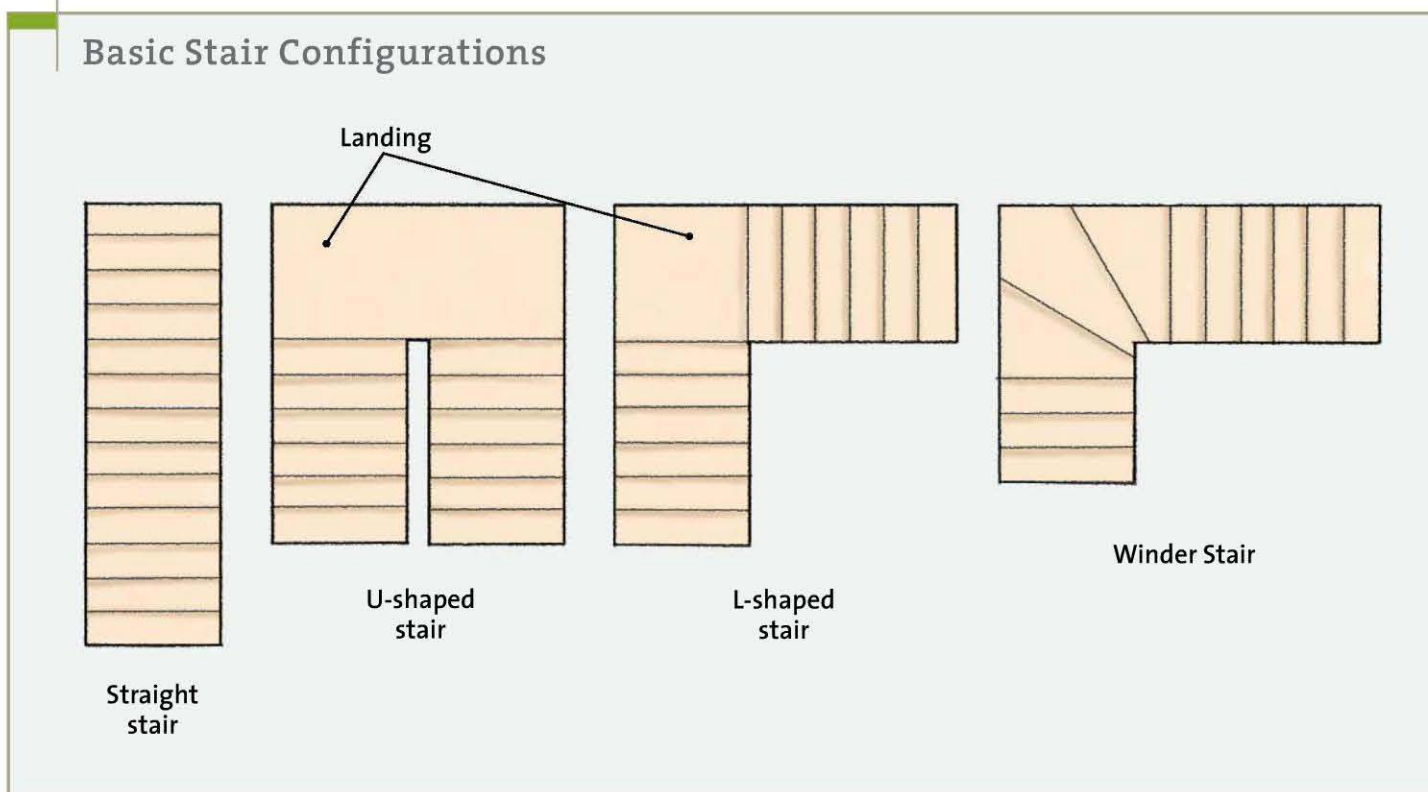 Basic Stair Configurations
Landing
Straight
stair
U-shaped
stair
L-shaped
stair
Winder Stair